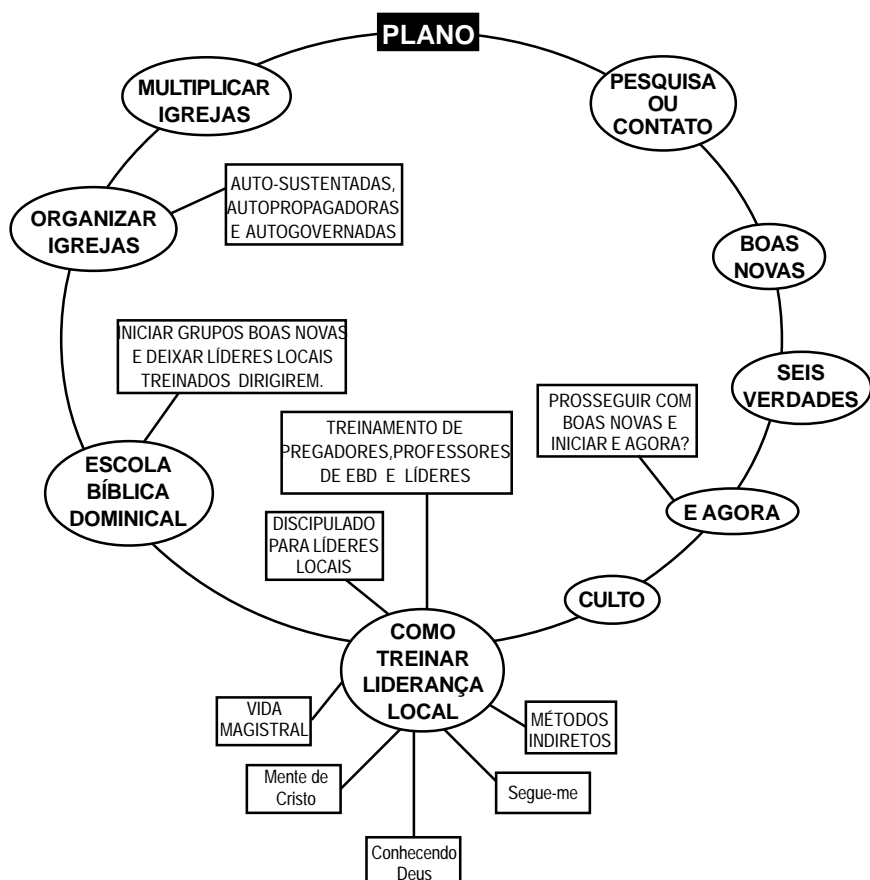 PLANO
PESQUISA
OU
CONTATO
BOAS
NOVAS
SEIS
VERDADES
PROSSEGUIR COM
BOAS NOVAS E
INICIAR E AGORA?
E AGORA
CULTO
COMO
TREINAR
LIDERANÇA
LOCAL
TREINAMENTO DE
PREGADORES,PROFESSORES
DE EBD E LÍDERES
DISCIPULADO
PARA LÍDERES
LOCAIS
MÉTODOS
INDIRETOS
Segue-me
Conhecendo
Deus
Mente de
Cristo
VIDA
MAGISTRAL
ESCOLA
BÍBLICA
DOMINICAL
INICIAR GRUPOS BOAS NOVAS
E DEIXAR LÍDERES LOCAIS
TREINADOS DIRIGIREM.
ORGANIZAR
IGREJAS
AUTO-SUSTENTADAS,
AUTOPROPAGADORAS
E AUTOGOVERNADAS
MULTIPLICAR
IGREJAS